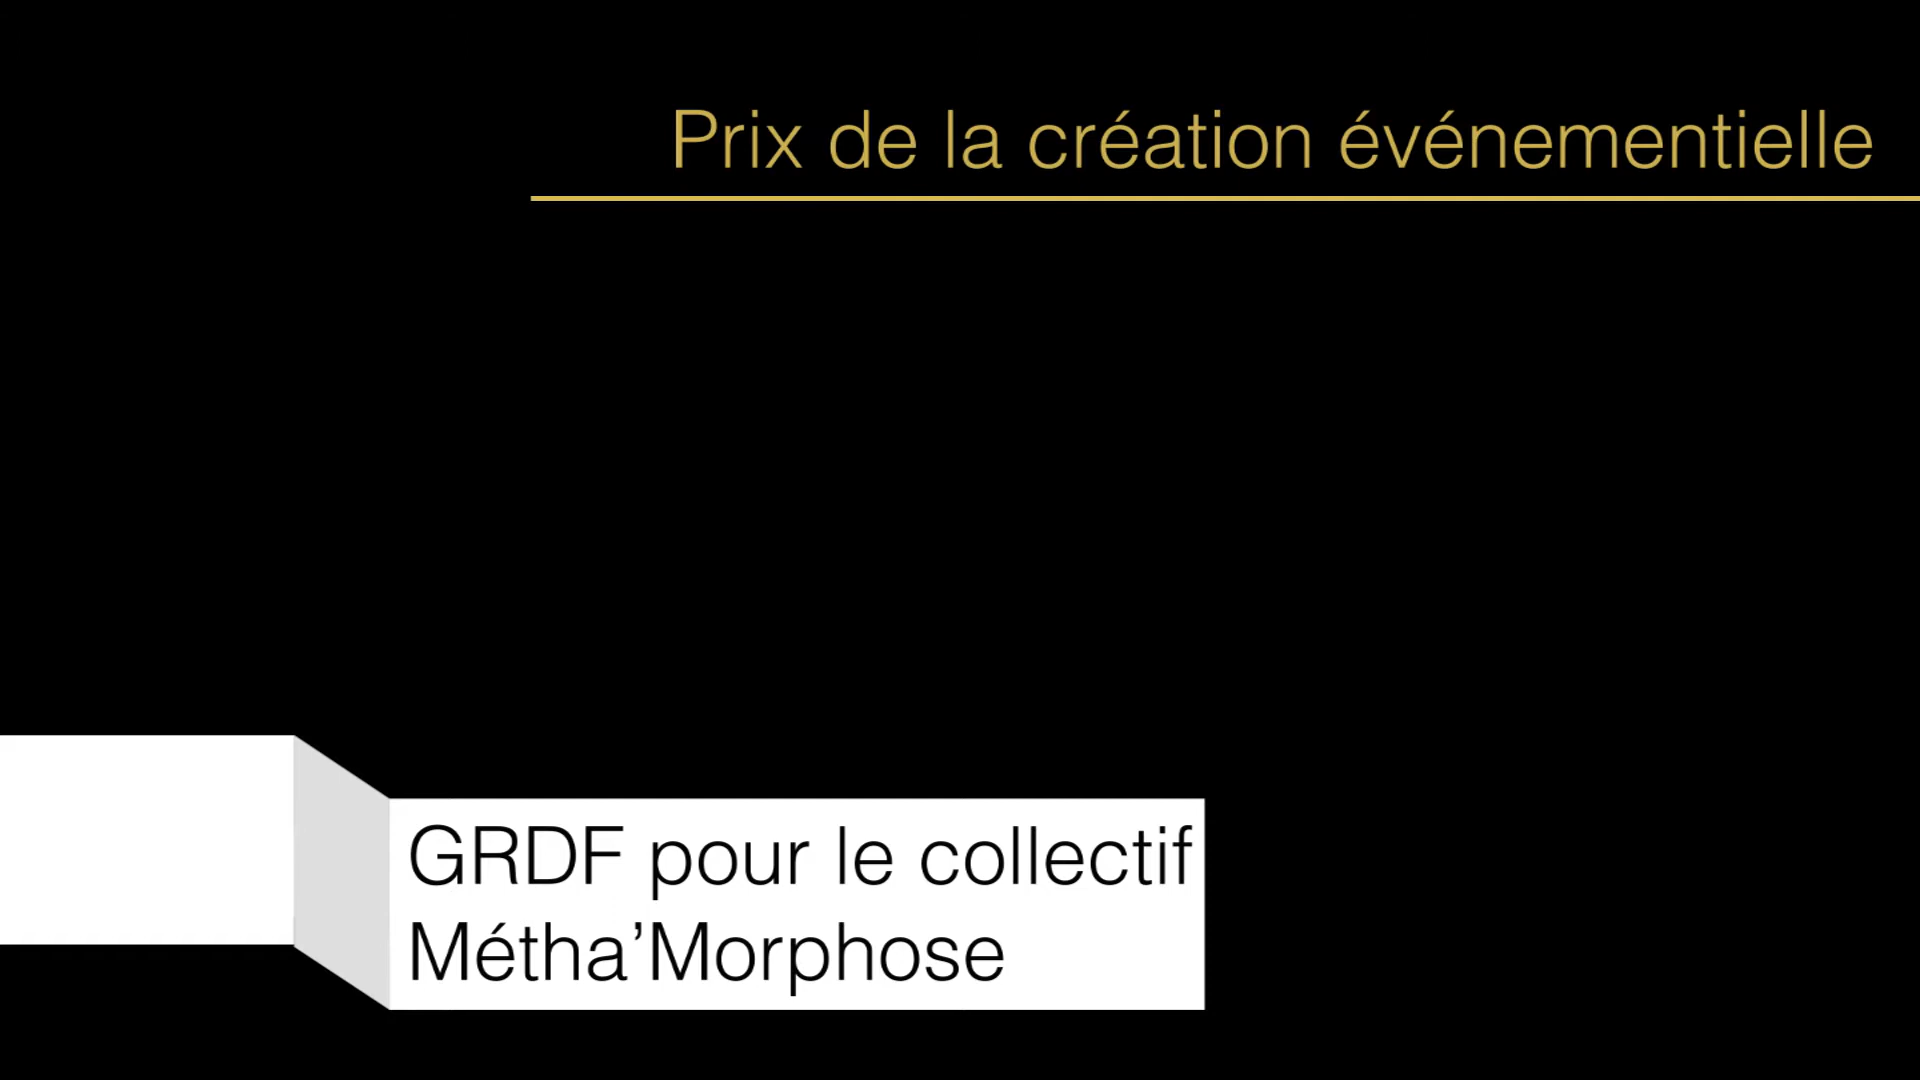 Prix de la création événementielle
GRDF pour le collectif
Métha’Morphose